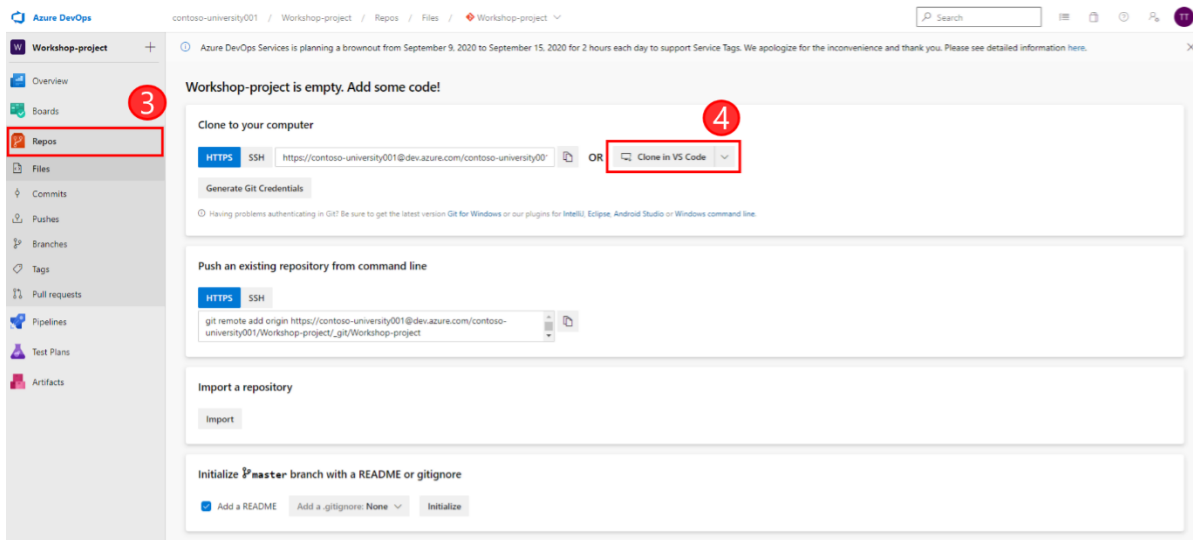 Azure DevOps
contoso-university001 / Workshop-project / Repos / Files / Workshop-project
Search
TT
W Workshop-project
Azure DevOps Services is planning a brownout from September 9, 2020 to September 15, 2020 for 2 hours each day to support Service Tags. We apologize for the inconvenience and thank you. Please see detailed information here.
Overview
Boards
3
Repos
Files
Commits
Pushes
Branches
Tags
Pull requests
Pipelines
Test Plans
Artifacts
Workshop-project is empty. Add some code!
Clone to your computer
4
HTTPS SSH https://contoso-university001@dev.azure.com/contoso-university00 OR Clone in VS Code
Generate Git Credentials
Having problems authenticating in Git? Be sure to get the latest version Git for Windows or our plugins for IntelliJ, Eclipse, Android Studio or Windows command line.
Push an existing repository from command line
HTTPS SSH
git remote add origin https://contoso-university001@dev.azure.com/contoso-
university001/Workshop-project/_git/Workshop-project
Import a repository
Import
Initialize master branch with a README or gitignore
Add a README Add a .gitignore: None Initialize